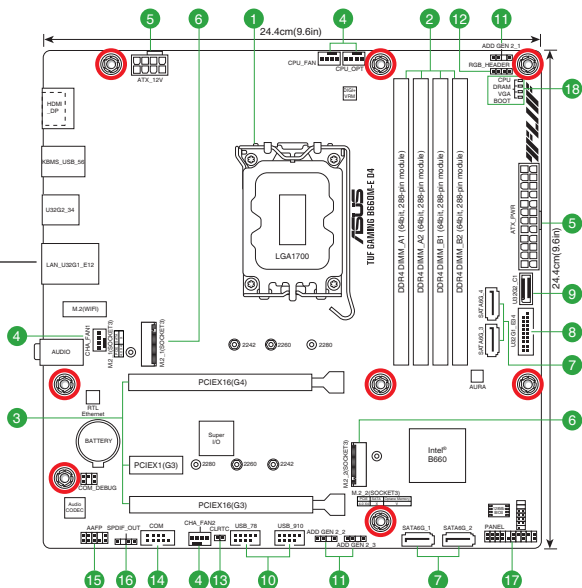 24.4cm(9.6in)
5
6
1
4
2
12
11
ADD GEN 2_1
CPU_FAN
CPU_OPT
RGB_HEADER
ATX_12V
DIGI+
VRM
CPU
DRAM
VGA
BOOT
18
HDMI
_DP
KBMS_USB_56
U32G2_34
LAN_U32G1_E12
LGA1700
ASUS
TUF GAMING B660M-E D4
DDR4 DIMM_A1 (64bit, 288-pin module)
DDR4 DIMM_A2 (64bit, 288-pin module)
DDR4 DIMM_B1 (64bit, 288-pin module)
DDR4 DIMM_B2 (64bit, 288-pin module)
ATX_PWR
5
24.4cm(9.6in)
U32G2_C1
9
U32G1_E34
8
SATA6G_4
SATA6G_3
7
M.2(WIFI)
4
CHA_FAN1
M.2_1(SOCKET3)
M.2_1(SOCKET3)
2242
2260
2280
AUDIO
PCIEX16(G4)
AURA
3
RTL
Ethernet
6
BATTERY
Super
I/O
Intel®
B660
PCIEX1(G3)
2280
2260
2242
M.2_2(SOCKET3)
M.2_2(SOCKET3)
COM_DEBUG
PCIEX16(G3)
Audio
CODEC
AAFP
SPDIF_OUT
COM
CHA_FAN2
CLRTC
USB_78
USB_910
ADD GEN 2_2
ADD GEN 2_3
SATA6G_1
SATA6G_2
PANEL
15
16
14
4
13
10
11
7
17